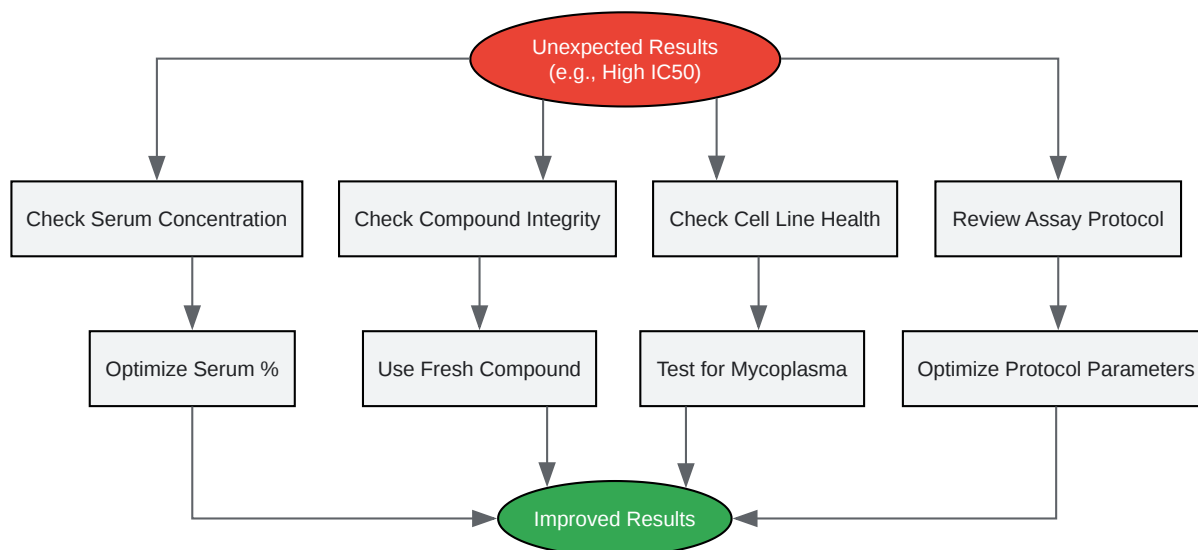 Unexpected Results
(e.g., High IC50)
Check Serum Concentration
Check Compound Integrity
Check Cell Line Health
Review Assay Protocol
Optimize Serum %
Use Fresh Compound
Test for Mycoplasma
Optimize Protocol Parameters
Improved Results